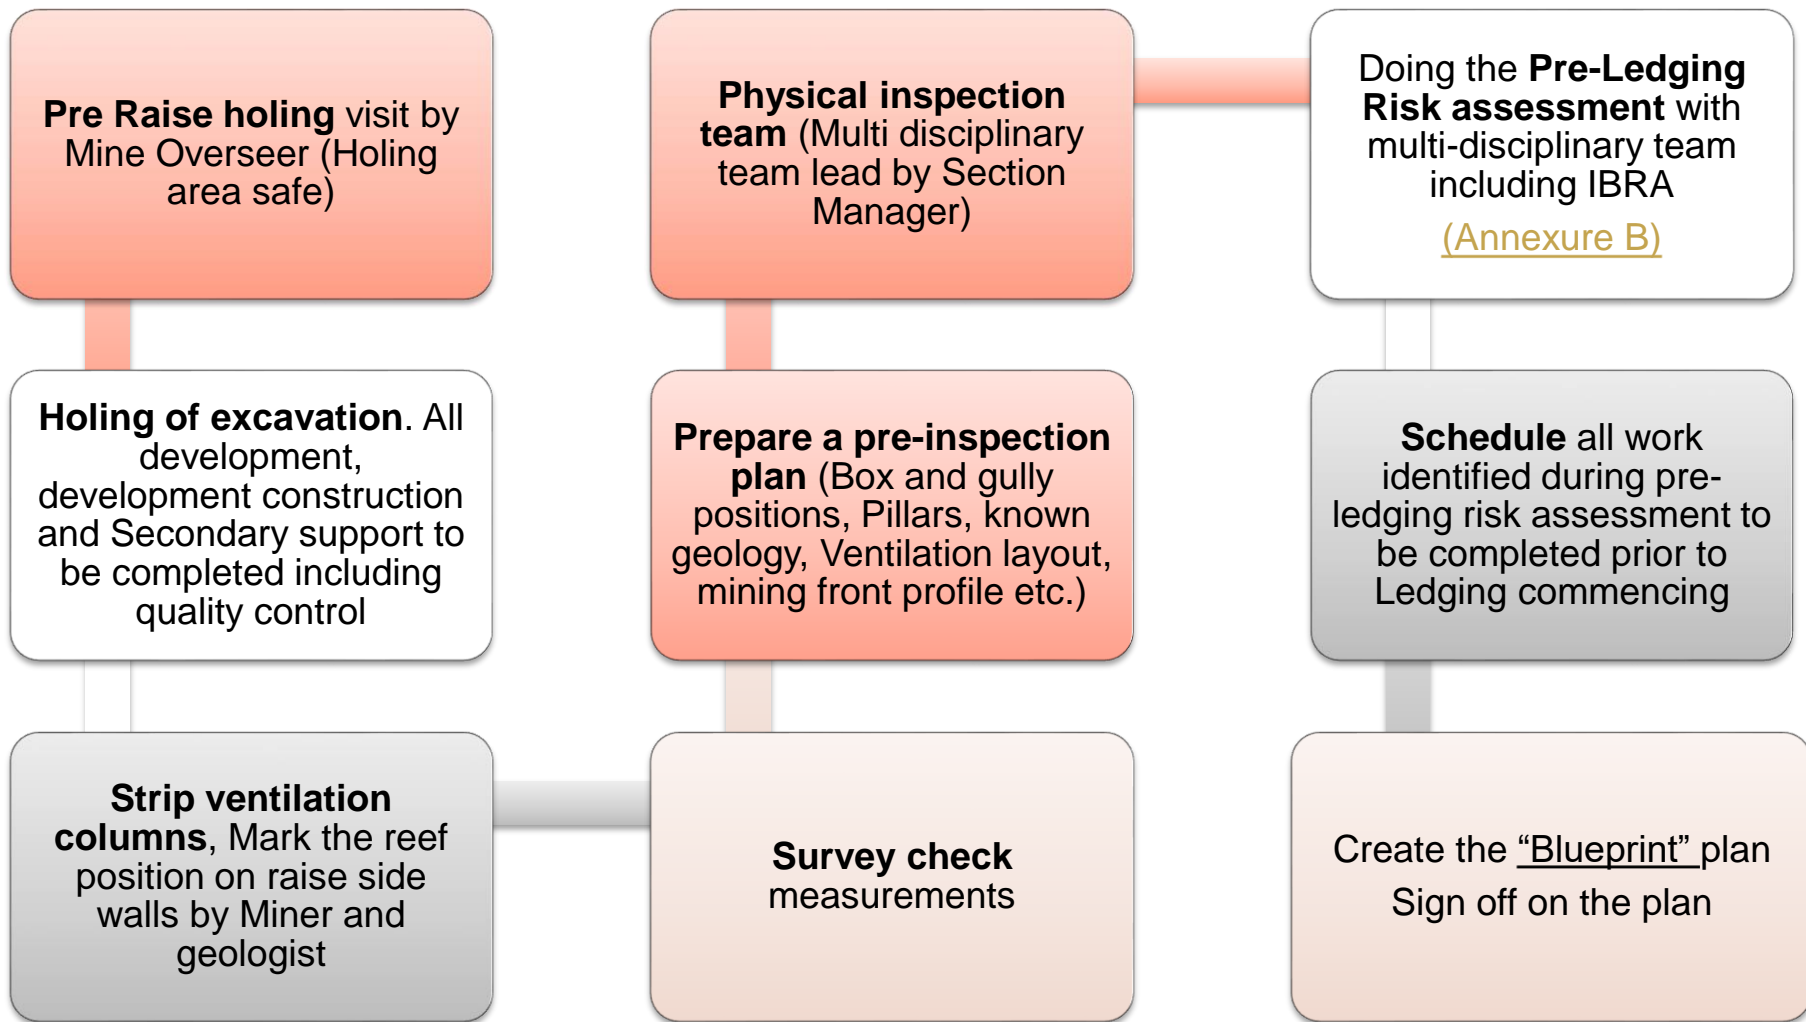 Pre Raise holing visit by
Mine Overseer (Holing
area safe)
Holing of excavation. All
development,
development construction
and Secondary support to
be completed including
quality control
Strip ventilation
columns, Mark the reef
position on raise side
walls by Miner and
geologist
Survey check
measurements
Prepare a pre-inspection
plan (Box and gully
positions, Pillars, known
geology, Ventilation layout,
mining front profile etc.)
Physical inspection
team (Multi disciplinary
team lead by Section
Manager)
Doing the Pre-Ledging
Risk assessment with
multi-disciplinary team
including IBRA
(Annexure B)
Schedule all work
identified during pre-
ledging risk assessment to
be completed prior to
Ledging commencing
Create the “Blueprint” plan
Sign off on the plan